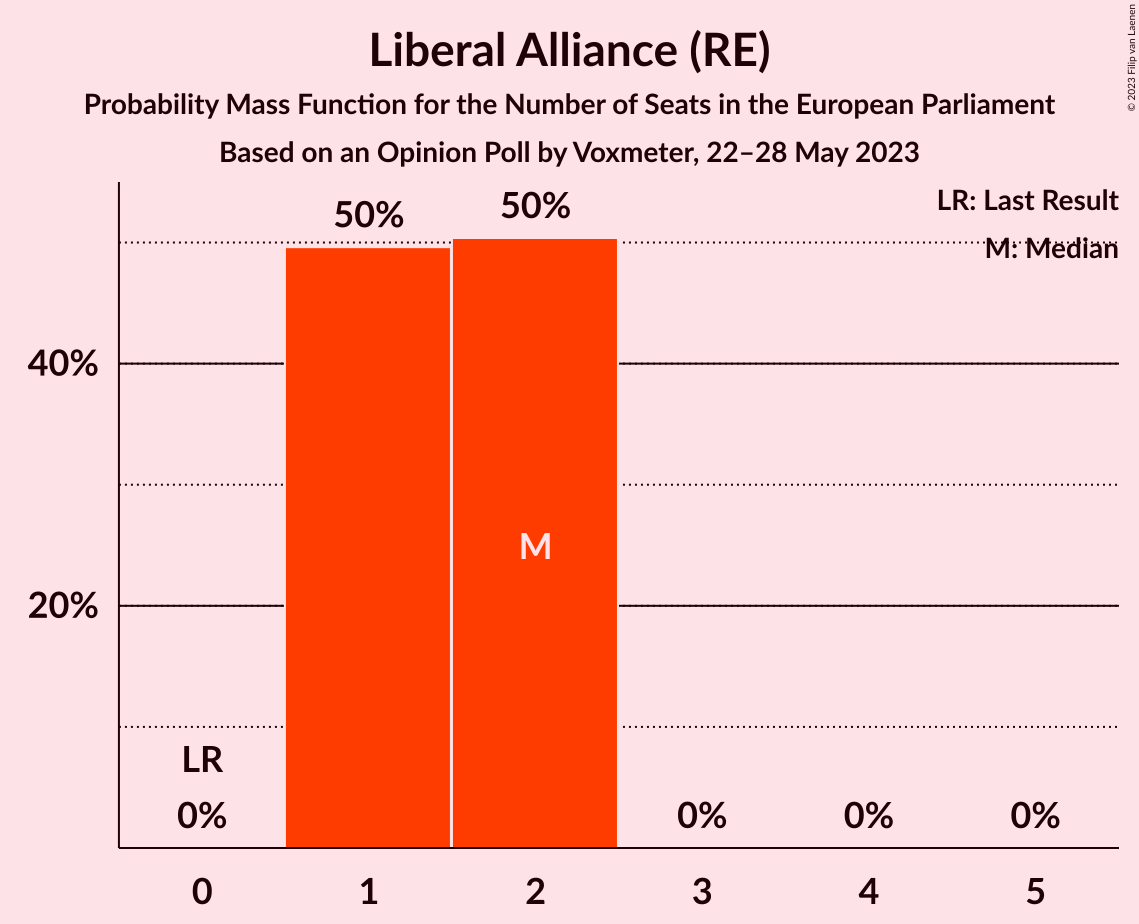 Liberal Alliance (RE)
Probability Mass Function for the Number of Seats in the European Parliament
Based on an Opinion Poll by Voxmeter, 22–28 May 2023
© 2023 Filip van Laenen
LR: Last Result
M: Median
50%
50%
40%
20%
M
LR
0%
0%
0%
0%
0
1
2
3
4
5